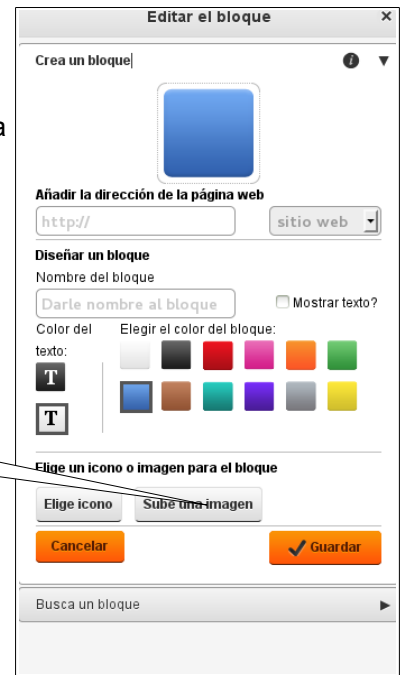 Editar el bloque ×
Crea un bloque
a
Añadir la dirección de la página web
http:// sitio web
Diseñar un bloque
Nombre del bloque
Darle nombre al bloque Mostrar texto?
Color del texto: Elegir el color del bloque:
T
T
Elige un icono o imagen para el bloque
Elige icono Sube una imagen
Cancelar Guardar
Busca un bloque